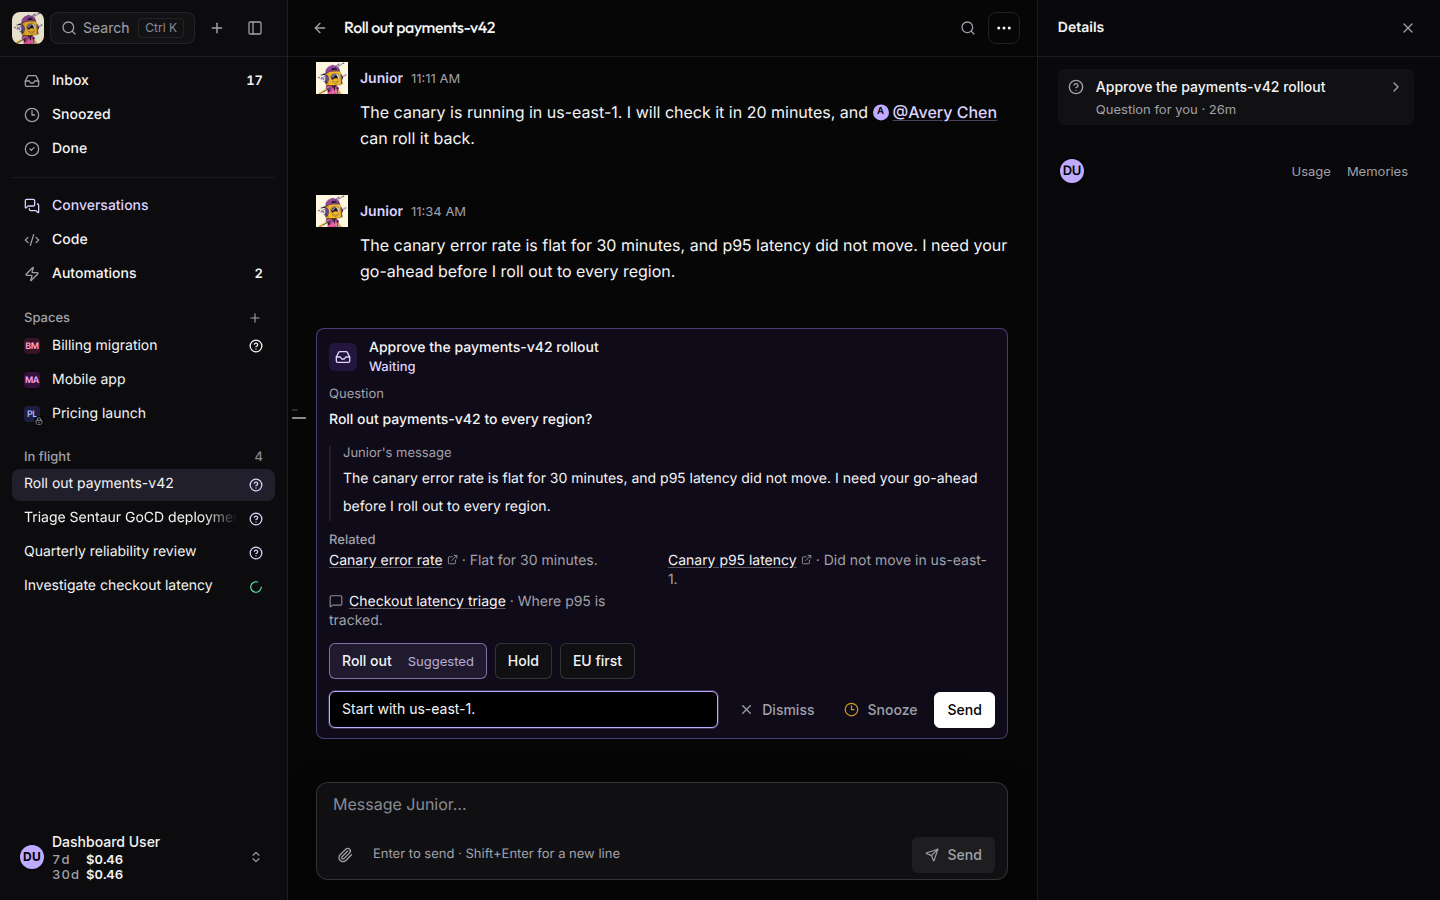 Search Ctrl K
Inbox 17
Snoozed
Done
Conversations
Code
Automations 2
Spaces
BM Billing migration
MA Mobile app
PL Pricing launch
In flight 4
Roll out payments-v42
Triage Sentaur GoCD deployme
Quarterly reliability review
Investigate checkout latency
DU Dashboard User
7d $0.46
30d $0.46
Roll out payments-v42
Junior 11:11 AM
The canary is running in us-east-1. I will check it in 20 minutes, and A @Avery Chen
can roll it back.
Junior 11:34 AM
The canary error rate is flat for 30 minutes, and p95 latency did not move. I need your
go-ahead before I roll out to every region.
Approve the payments-v42 rollout
Waiting
Question
Roll out payments-v42 to every region?
Junior's message
The canary error rate is flat for 30 minutes, and p95 latency did not move. I need your go-ahead
before I roll out to every region.
Related
Canary error rate · Flat for 30 minutes.
Canary p95 latency · Did not move in us-east-
1.
Checkout latency triage · Where p95 is
tracked.
Roll out Suggested Hold EU first
Start with us-east-1. Dismiss Snooze Send
Message Junior...
Enter to send · Shift+Enter for a new line Send
Details
Approve the payments-v42 rollout
Question for you · 26m
DU Usage Memories